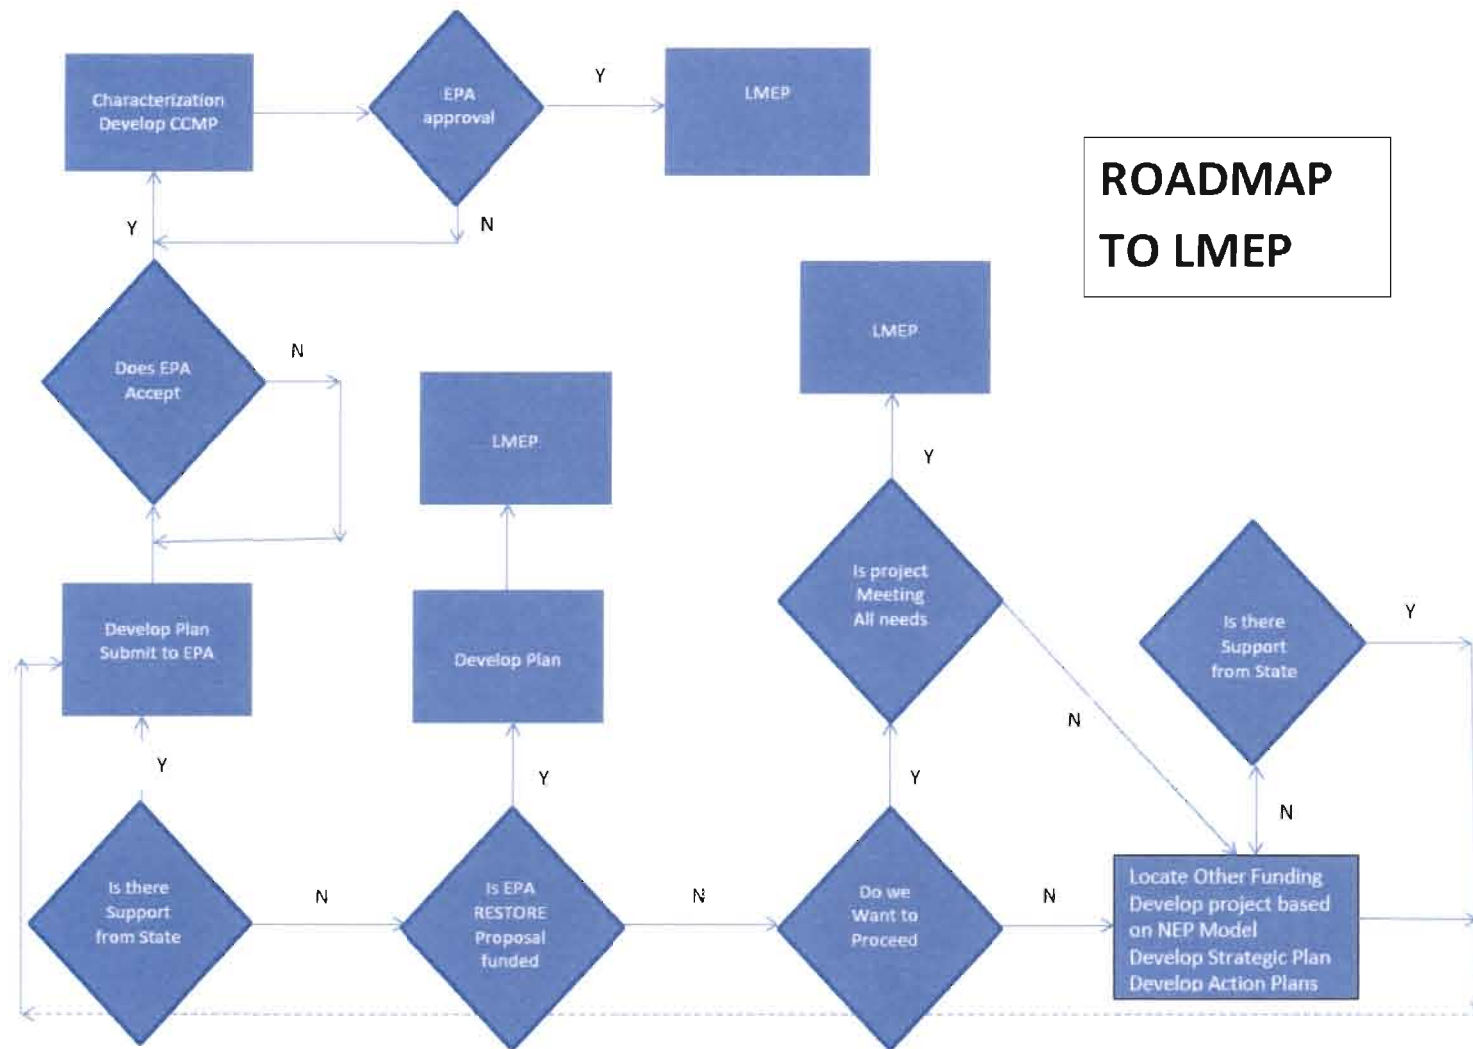 Characterization
Develop CCMP
EPA
approval
Y
LMEP
ROADMAP
TO LMEP
Y
N
Does EPA
Accept
N
LMEP
LMEP
Y
Develop Plan
Submit to EPA
Develop Plan
Is project
Meeting
All needs
Is there
Support
from State
Y
N
Y
Y
Y
N
Is there
Support
from State
N
Is EPA
RESTORE
Proposal
funded
N
Do we
Want to
Proceed
N
Locate Other Funding
Develop project based
on NEP Model
Develop Strategic Plan
Develop Action Plans